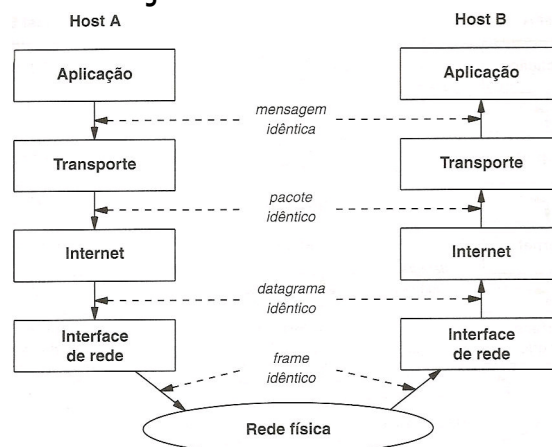 Host A
Host B
Aplicação
Aplicação
mensagem
idêntica
Transporte
Transporte
pacote
idêntico
Internet
Internet
datagrama
idêntico
Interface
de rede
Interface
de rede
frame
idêntico
Rede física